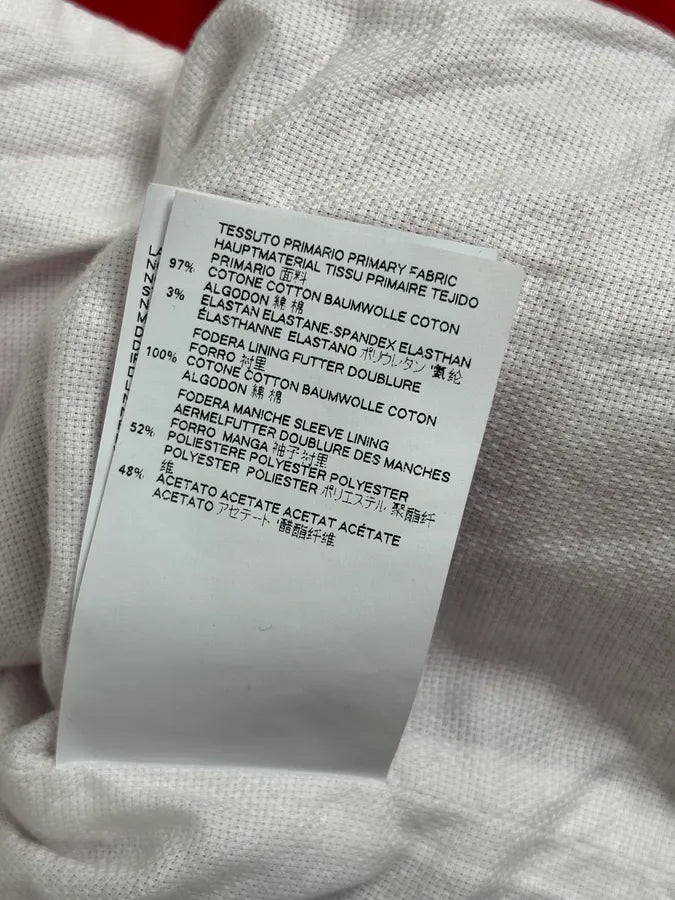 TESSUTO PRIMARIO PRIMARY FABRIC
HAUPTMATERIAL TISSU PRIMAIRE TEJIDO
PRIMARIO 面料
97% COTONE COTTON BAUMWOLLE COTON
ALGODON 綿 棉
3% ELASTAN ELASTANE-SPANDEX ELASTHAN
ÉLASTHANNE ELASTANO ポリウレタン 氨纶
FODERA LINING FUTTER DOUBLURE
FORRO 衬里
100% COTONE COTTON BAUMWOLLE COTON
ALGODON 綿 棉
FODERA MANICHE SLEEVE LINING
AERMELFUTTER DOUBLURE DES MANCHES
FORRO MANGA 袖子衬里
52% POLIESTERE POLYESTER POLYESTER
POLYESTER POLIESTER ポリエステル 聚酯纤
维
48% ACETATO ACETATE ACETAT ACÉTATE
ACETATO アセテート 醋酯纤维